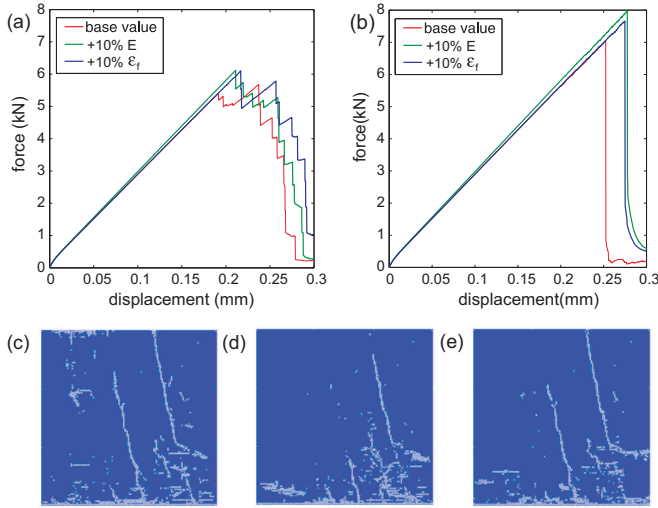 (a)
8
7
6
5
4
3
2
1
0
force (kN)
base value
+10% E
+10% εf
0
0.05
0.1
0.15
0.2
0.25
0.3
displacement (mm)
(b)
8
7
6
5
4
3
2
1
0
force(kN)
base value
+10% E
+10% εf
0
0.05
0.1
0.15
0.2
0.25
0.3
displacement(mm)
(c)
(d)
(e)